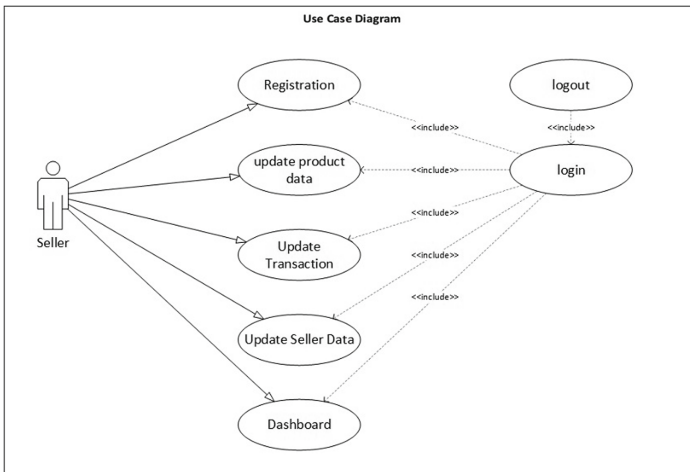 Use Case Diagram
Registration
logout
<<include>>
<<include>>
update product
data
<<include>>
login
Seller
<<include>>
Update
Transaction
<<include>>
<<include>>
Update Seller Data
Dashboard